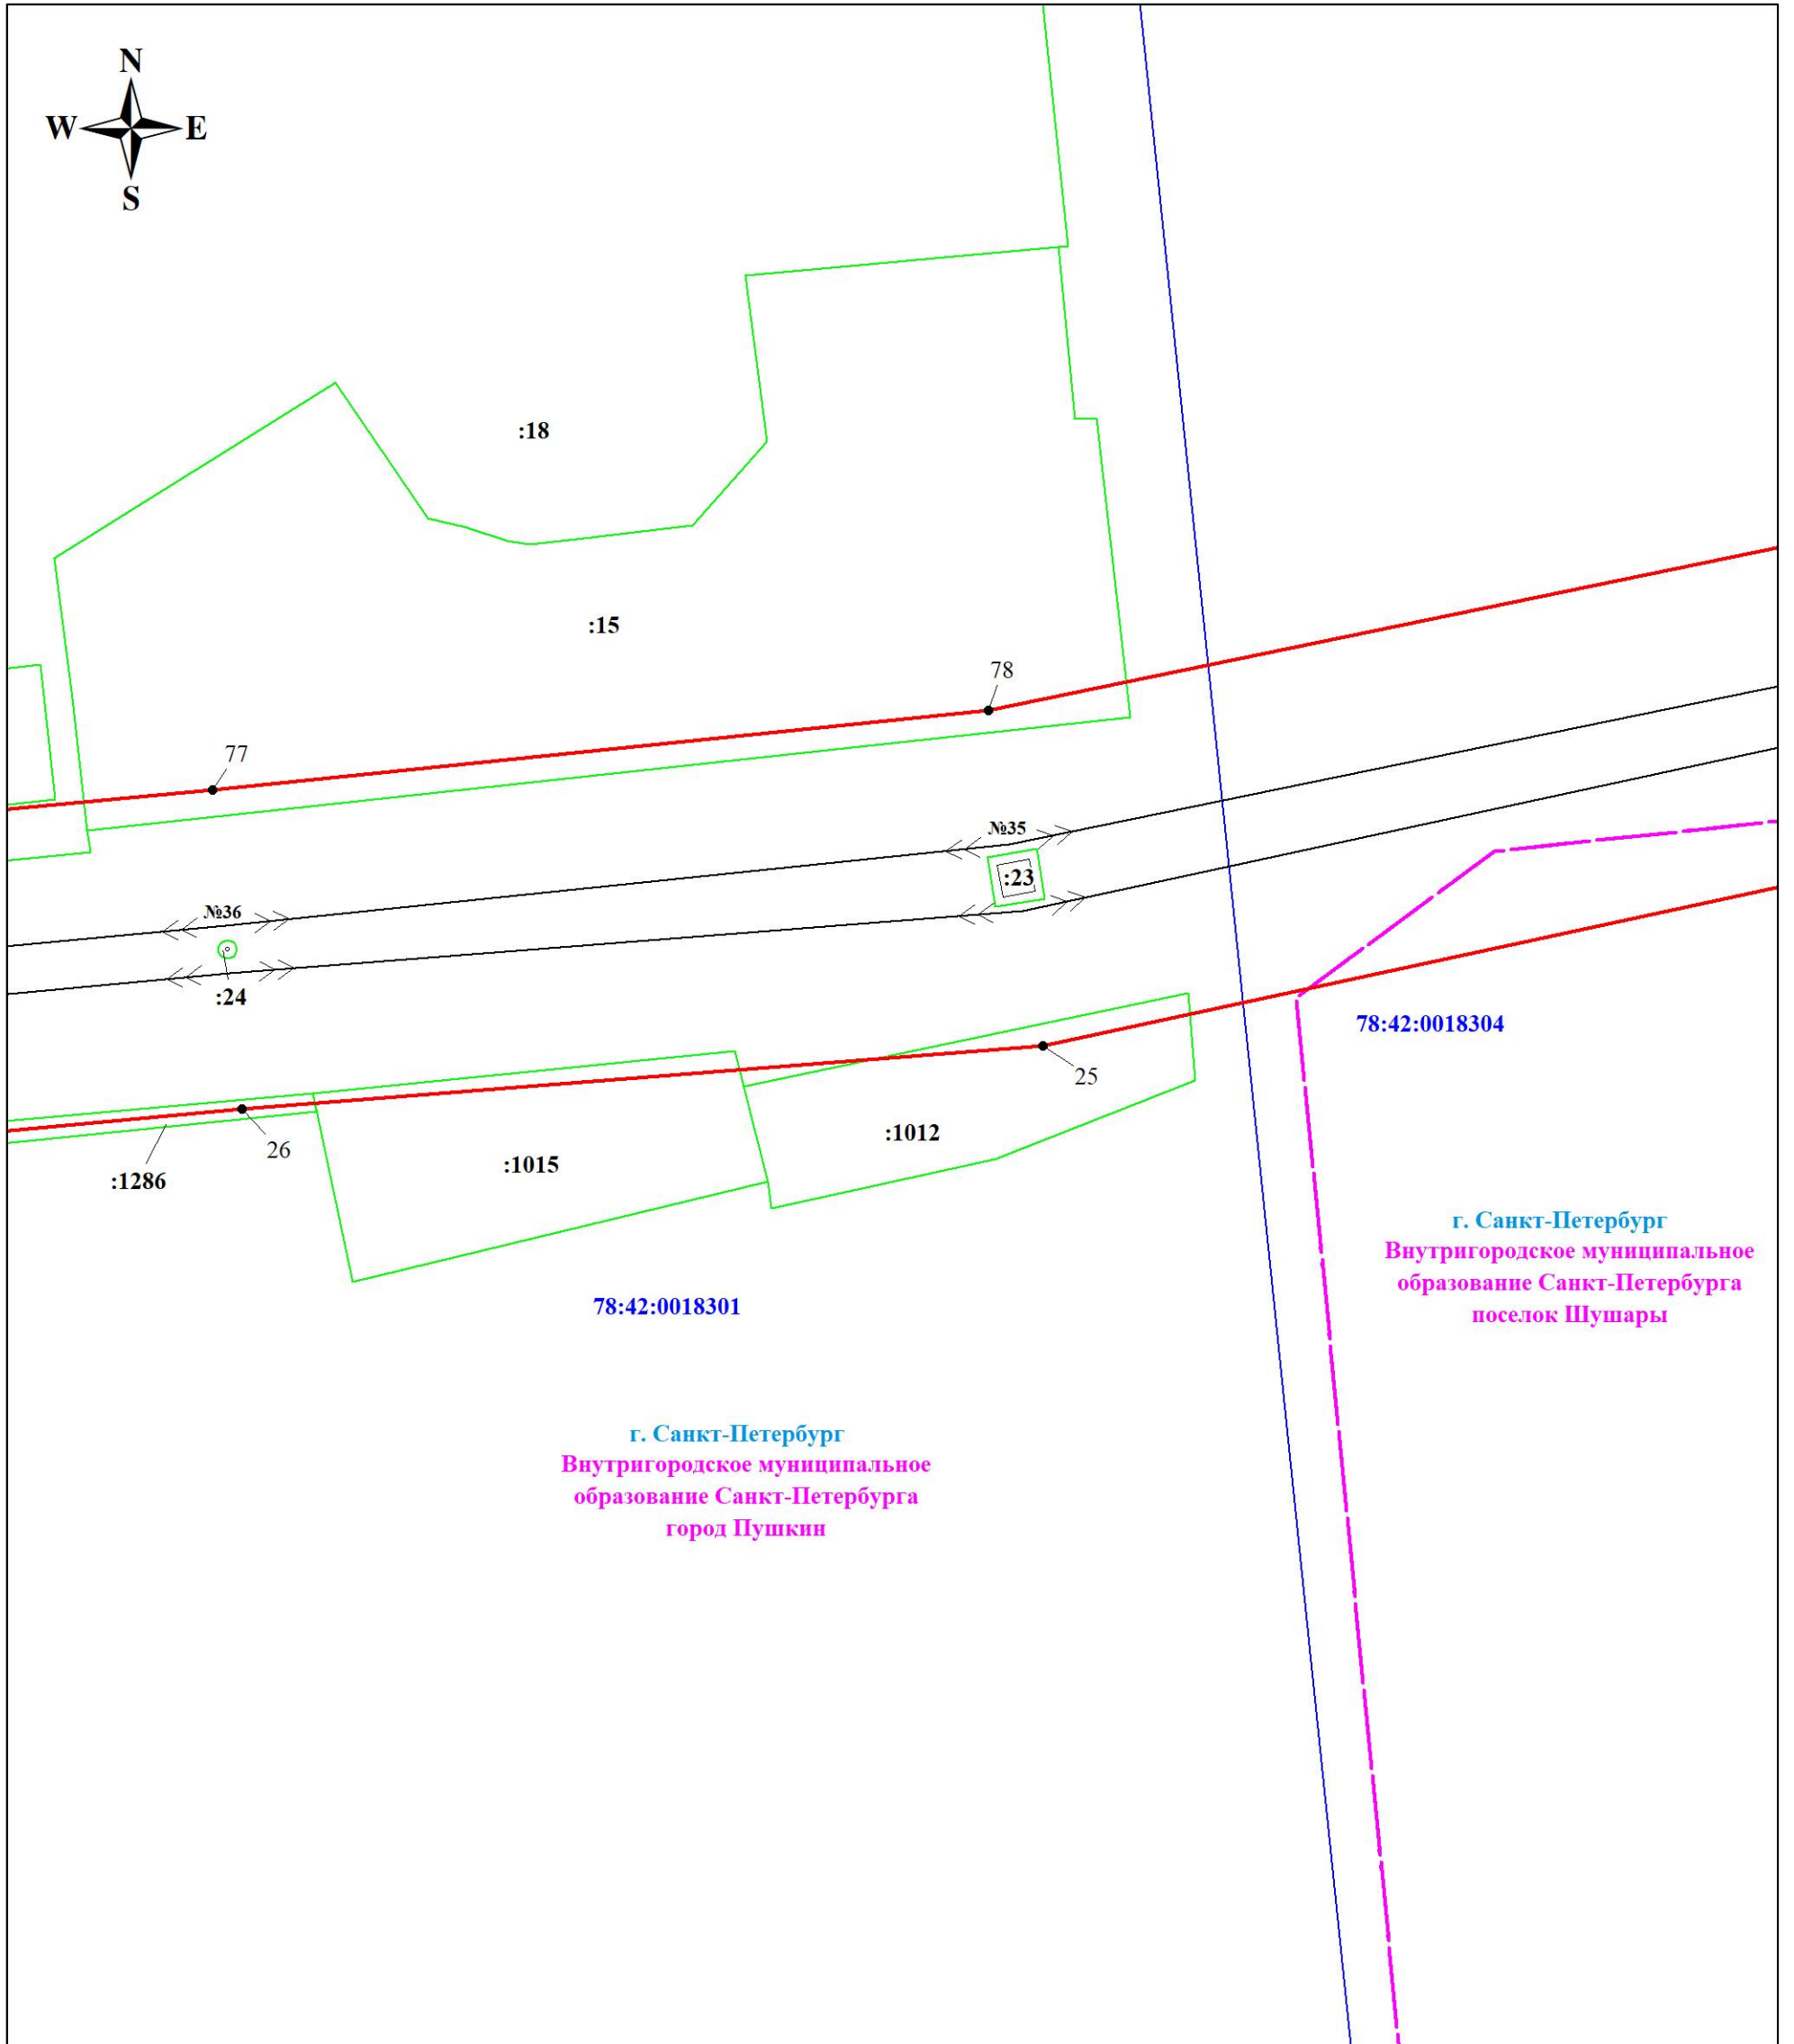 N
W E
S
:18
:15
78
77
№35
:23
№36
:24
78:42:0018304
25
:1012
26
:1015
:1286
г. Санкт-Петербург
Внутригородское муниципальное
образование Санкт-Петербурга
поселок Шушары
78:42:0018301
г. Санкт-Петербург
Внутригородское муниципальное
образование Санкт-Петербурга
город Пушкин